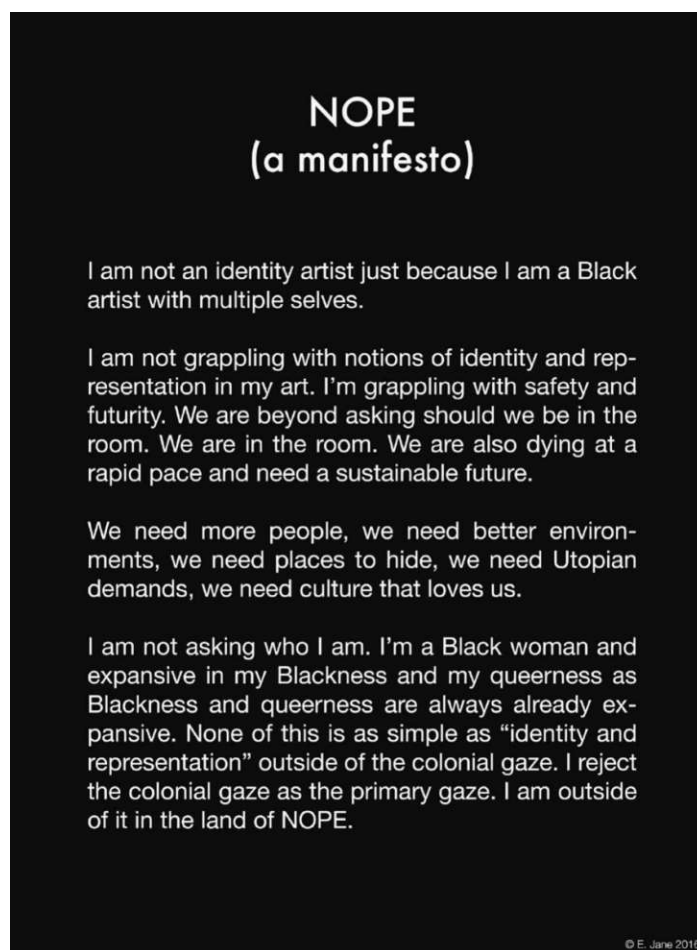 NOPE
(a manifesto)
I am not an identity artist just because I am a Black
artist with multiple selves.
I am not grappling with notions of identity and rep-
resentation in my art. I'm grappling with safety and
futurity. We are beyond asking should we be in the
room. We are in the room. We are also dying at a
rapid pace and need a sustainable future.
We need more people, we need better environ-
ments, we need places to hide, we need Utopian
demands, we need culture that loves us.
I am not asking who I am. I'm a Black woman and
expansive in my Blackness and my queerness as
Blackness and queerness are always already ex-
pansive. None of this is as simple as “identity and
representation” outside of the colonial gaze. I reject
the colonial gaze as the primary gaze. I am outside
of it in the land of NOPE.
© E. Jane